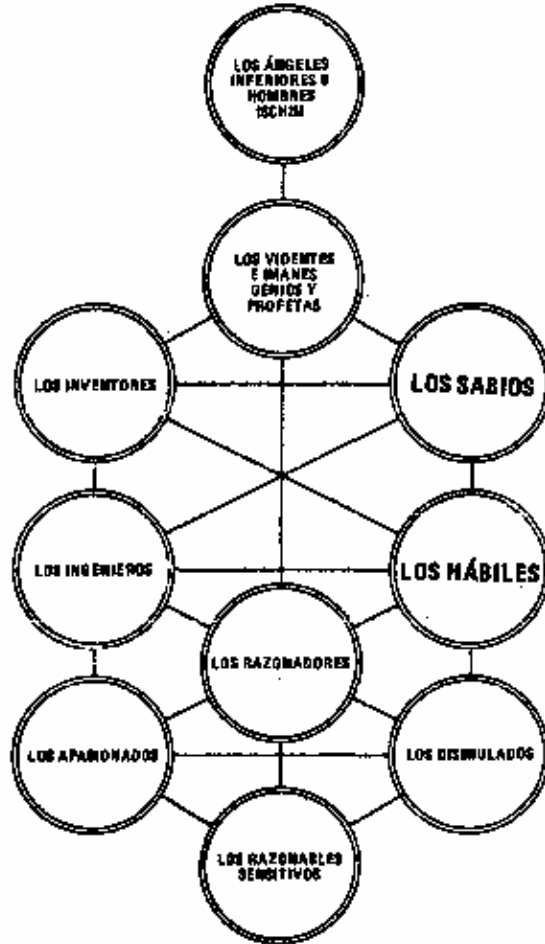 LOS ÁNGELES
INFERIORES U
HOMBRES
ISCHIM
LOS VIDENTES
E IMANES
GENIOS Y
PROFETAS
LOS INVENTORES
LOS SABIOS
LOS INGENIEROS
LOS HÁBILES
LOS RAZONADORES
LOS APASIONADOS
LOS DISIMULADOS
LOS RAZONABLES
SENSITIVOS